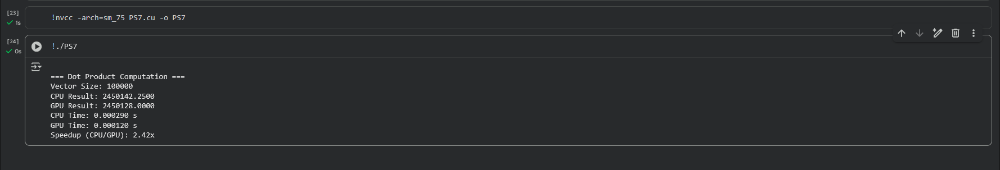 [23]
1s
!nvcc -arch=sm_75 PS7.cu -o PS7
[24]
0s
!./PS7
=== Dot Product Computation ===
Vector Size: 100000
CPU Result: 2450142.2500
GPU Result: 2450128.0000
CPU Time: 0.000290 s
GPU Time: 0.000120 s
Speedup (CPU/GPU): 2.42x